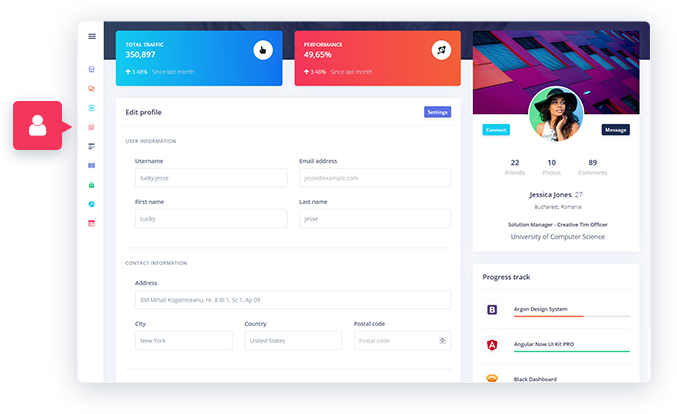 TOTAL TRAFFIC
350,897
3.48% Since last month
PERFORMANCE
49,65%
3.48% Since last month
Edit profile
Settings
USER INFORMATION
Username
Email address
lucky.jesse
jesse@example.com
First name
Last name
Lucky
Jesse
CONTACT INFORMATION
Address
Bld Mihail Kogalniceanu, nr. 8 Bl 1, Sc 1, Ap 09
City
Country
Postal code
New York
United States
Postal code
Connect
Message
22
10
89
Friends
Photos
Comments
Jessica Jones, 27
Bucharest, Romania
Solution Manager - Creative Tim Officer
University of Computer Science
Progress track
B
Argon Design System
A
Angular Now UI Kit PRO
Black Dashboard